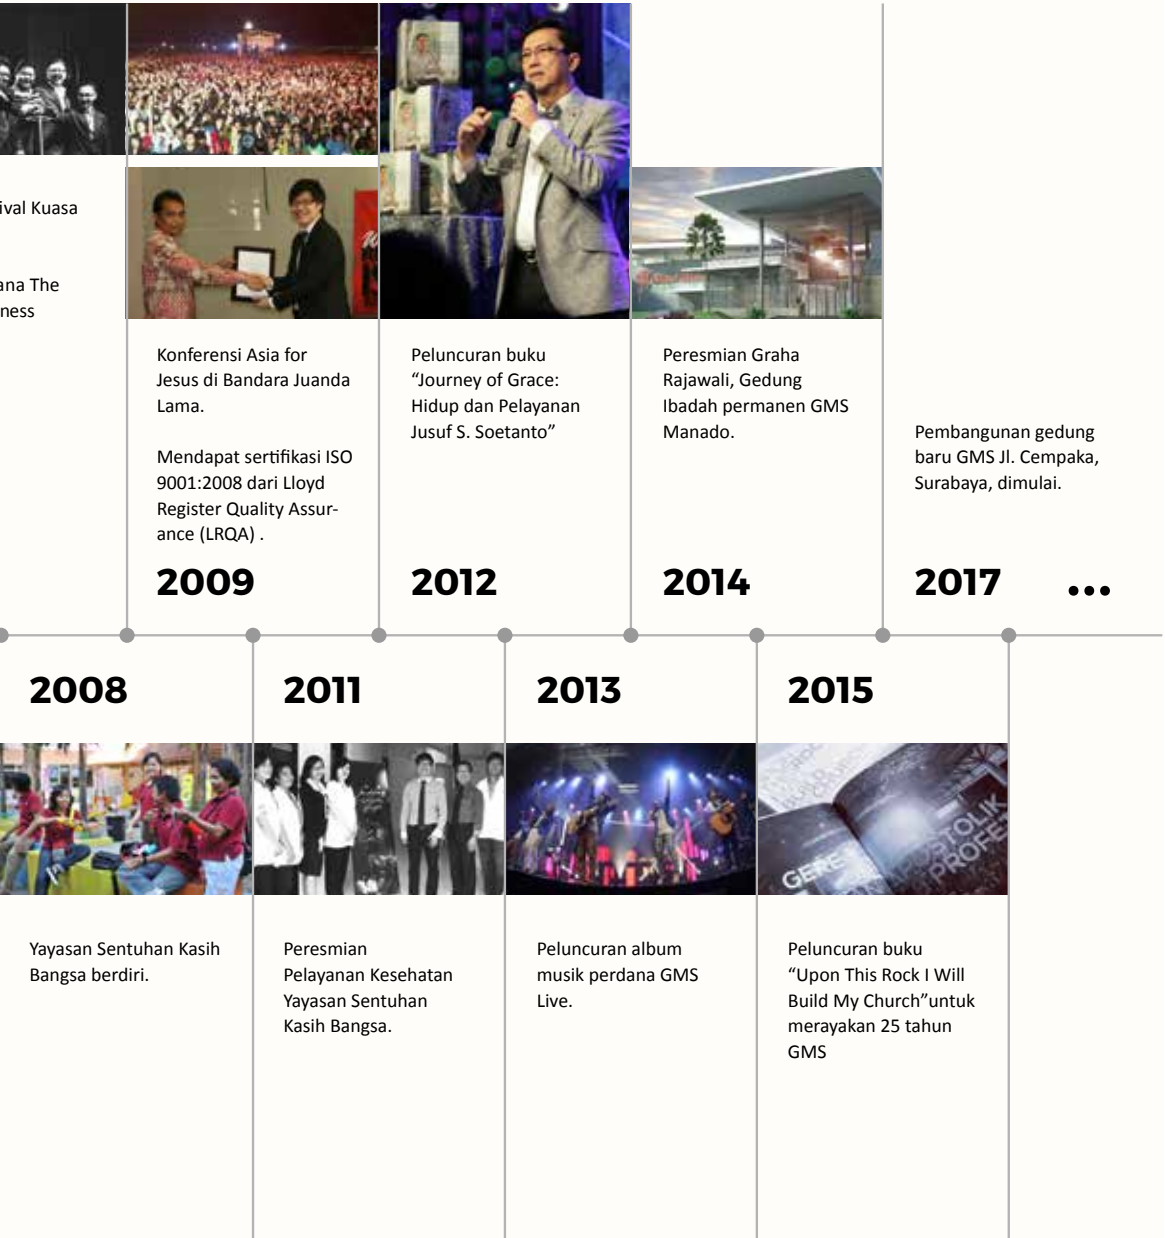 ival Kuasa
ana The
ness
Konferensi Asia for
Jesus di Bandara Juanda
Lama.
Mendapat sertifikasi ISO
9001:2008 dari Lloyd
Register Quality Assur-
ance (LRQA) .
2009
Peluncuran buku
“Journey of Grace:
Hidup dan Pelayanan
Jusuf S. Soetanto”
2012
Peresmian Graha
Rajawali, Gedung
Ibadah permanen GMS
Manado.
2014
Pembangunan gedung
baru GMS Jl. Cempaka,
Surabaya, dimulai.
2017 ...
2008
Yayasan Sentuhan Kasih
Bangsa berdiri.
2011
Peresmian
Pelayanan Kesehatan
Yayasan Sentuhan
Kasih Bangsa.
2013
Peluncuran album
musik perdana GMS
Live.
2015
GERE
APOSTOLIK
PROFE
Peluncuran buku
“Upon This Rock I Will
Build My Church”untuk
merayakan 25 tahun
GMS